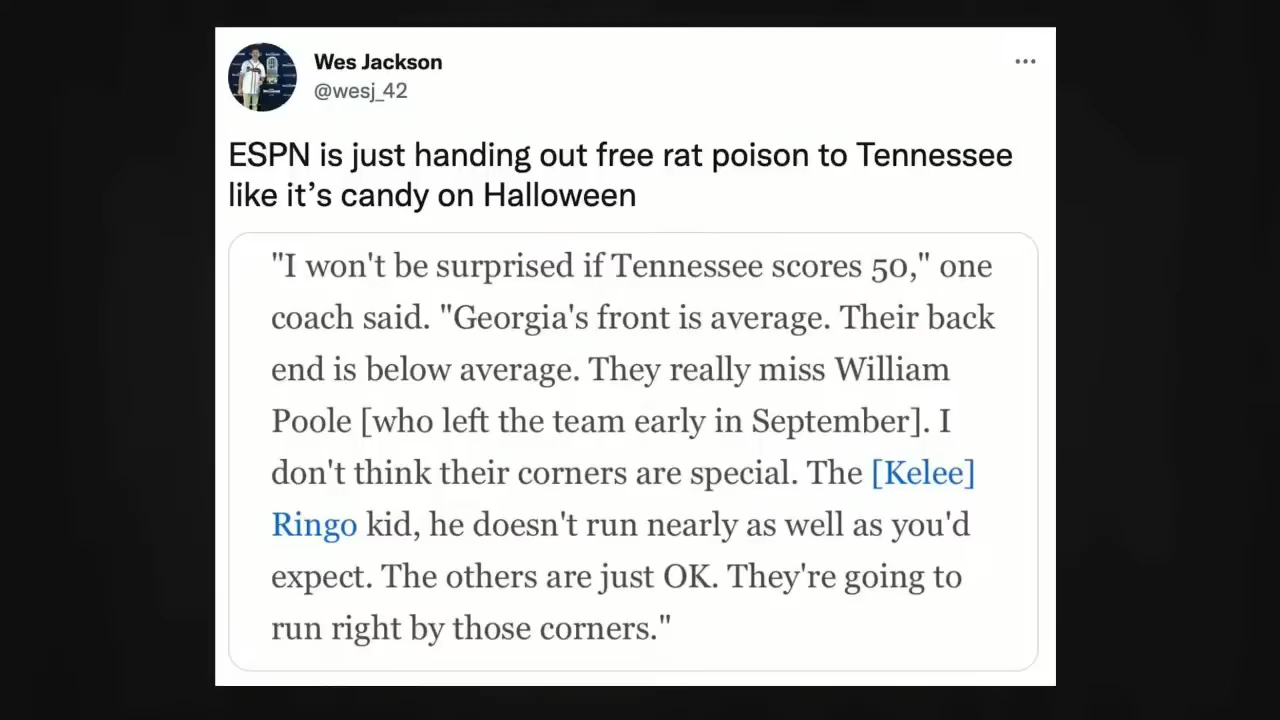 Wes Jackson
@wesj_42
ESPN is just handing out free rat poison to Tennessee
like it’s candy on Halloween
"I won't be surprised if Tennessee scores 50," one
coach said. "Georgia's front is average. Their back
end is below average. They really miss William
Poole [who left the team early in September]. I
don't think their corners are special. The [Kelee]
Ringo kid, he doesn't run nearly as well as you'd
expect. The others are just OK. They're going to
run right by those corners."